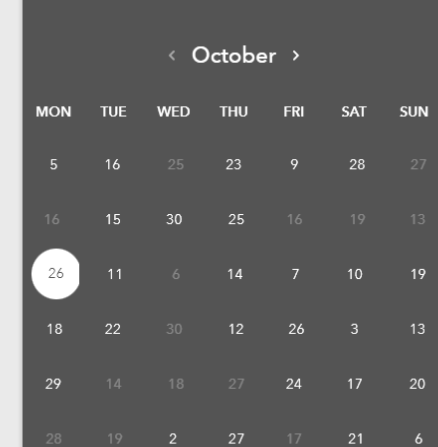 ‹ October ›
MON TUE WED THU FRI SAT SUN
5 16 25 23 9 28 27
16 15 30 25 16 19 13
26 11 6 14 7 10 19
18 22 30 12 26 3 13
29 14 18 27 24 17 20
28 19 2 27 17 21 6